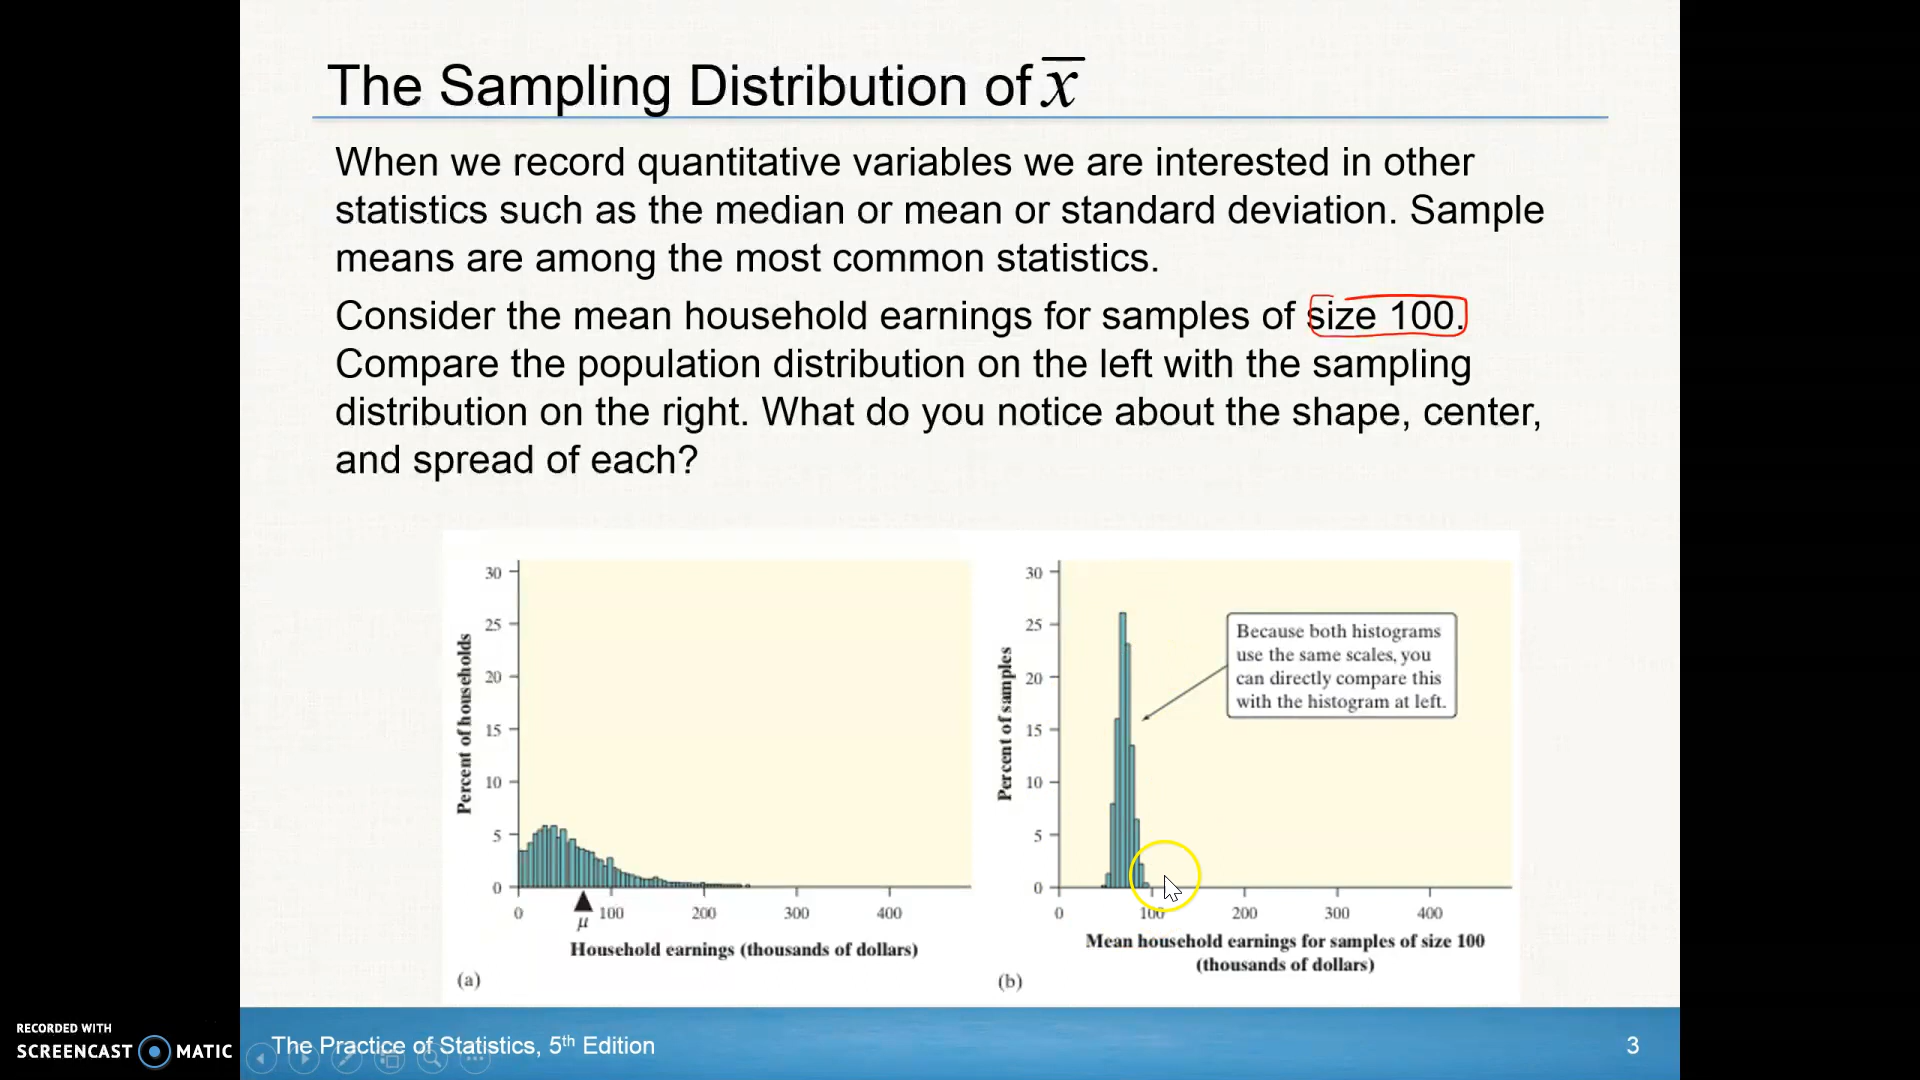 The Sampling Distribution of x̄
When we record quantitative variables we are interested in other
statistics such as the median or mean or standard deviation. Sample
means are among the most common statistics.
Consider the mean household earnings for samples of size 100.
Compare the population distribution on the left with the sampling
distribution on the right. What do you notice about the shape, center,
and spread of each?
30
25
20
15
10
5
0
Percent of households
0 100 200 300 400
μ
Household earnings (thousands of dollars)
(a)
30
25
20
15
10
5
0
Percent of samples
Because both histograms
use the same scales, you
can directly compare this
with the histogram at left.
0 100 200 300 400
Mean household earnings for samples of size 100
(thousands of dollars)
(b)
RECORDED WITH
SCREENCAST MATIC
The Practice of Statistics, 5th Edition
3